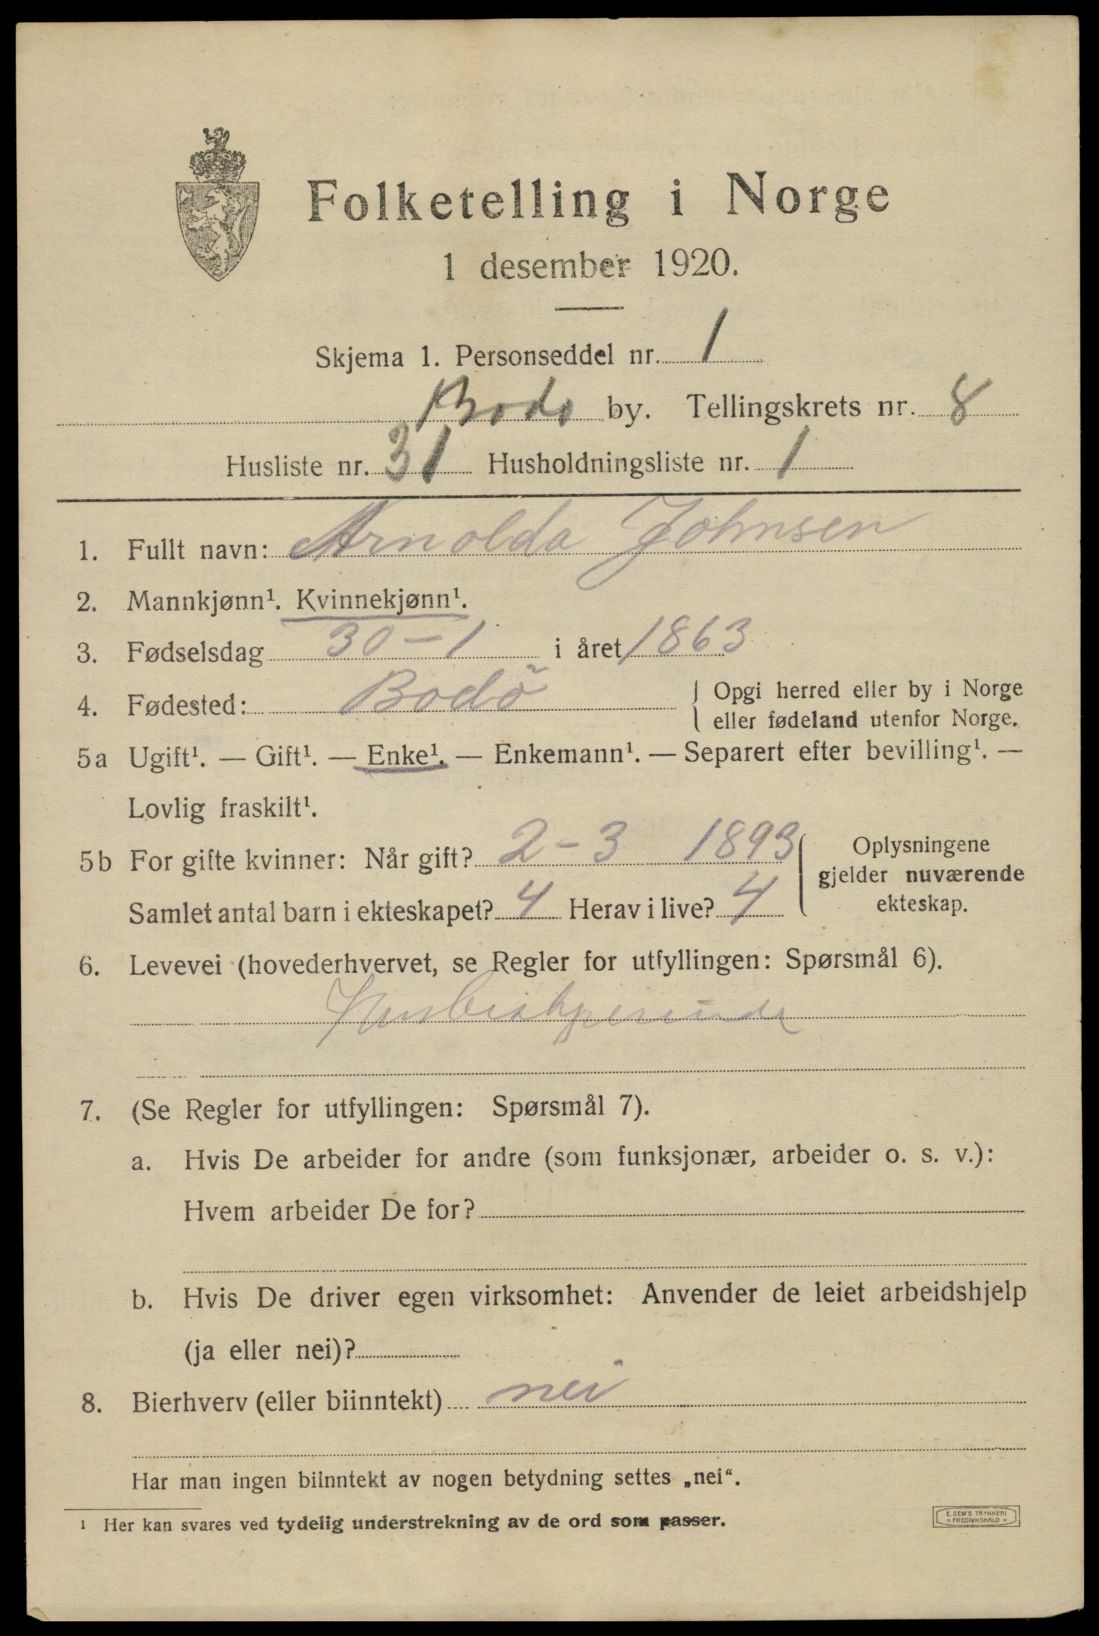 Folketelling i Norge
1 desember 1920.
Skjema 1. Personseddel nr. 1
Bodø by. Tellingskrets nr. 8
Husliste nr. 31 Husholdningsliste nr. 1
1. Fullt navn: Arnolda Johnsen
2. Mannkjønn¹. Kvinnekjønn¹.
3. Fødselsdag 30-1 i året 1863
4. Fødested: Bodø { Opgi herred eller by i Norge
eller fødeland utenfor Norge.
5a Ugift¹. — Gift¹. — Enke¹. — Enkemann¹. — Separert efter bevilling¹. —
Lovlig fraskilt¹.
5b For gifte kvinner: Når gift? 2-3 1893 { Oplysningene
gjelder nuværende
ekteskap.
Samlet antal barn i ekteskapet? 4 Herav i live? 4
6. Levevei (hovederhvervet, se Regler for utfyllingen: Spørsmål 6).
7. (Se Regler for utfyllingen: Spørsmål 7).
a. Hvis De arbeider for andre (som funksjonær, arbeider o. s. v.):
Hvem arbeider De for?
b. Hvis De driver egen virksomhet: Anvender de leiet arbeidshjelp
(ja eller nei)?
8. Bierhverv (eller biinntekt) nei
Har man ingen biinntekt av nogen betydning settes „nei“.
¹ Her kan svares ved tydelig understrekning av de ord som passer.
E. SEM'S TRYKKERI
• FREDRIKSHALD •